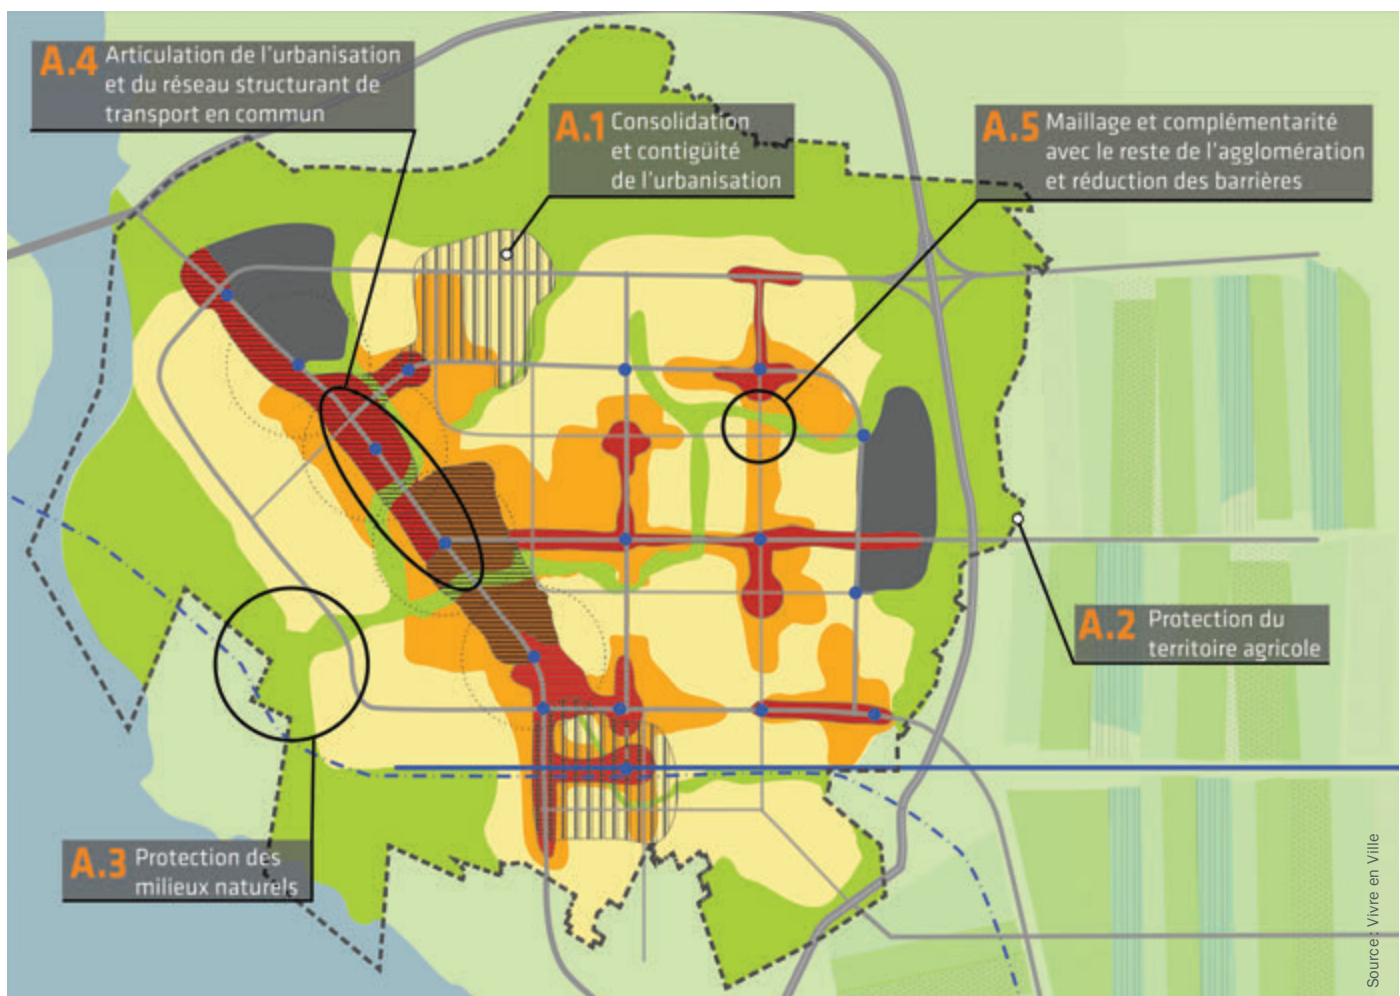 A.4 Articulation de l'urbanisation
et du réseau structurant de
transport en commun
A.1 Consolidation
et contigüité
de l'urbanisation
A.5 Maillage et complémentarité
avec le reste de l'agglomération
et réduction des barrières
A.2 Protection du
territoire agricole
A.3 Protection des
milieux naturels
Source : Vivre en Ville